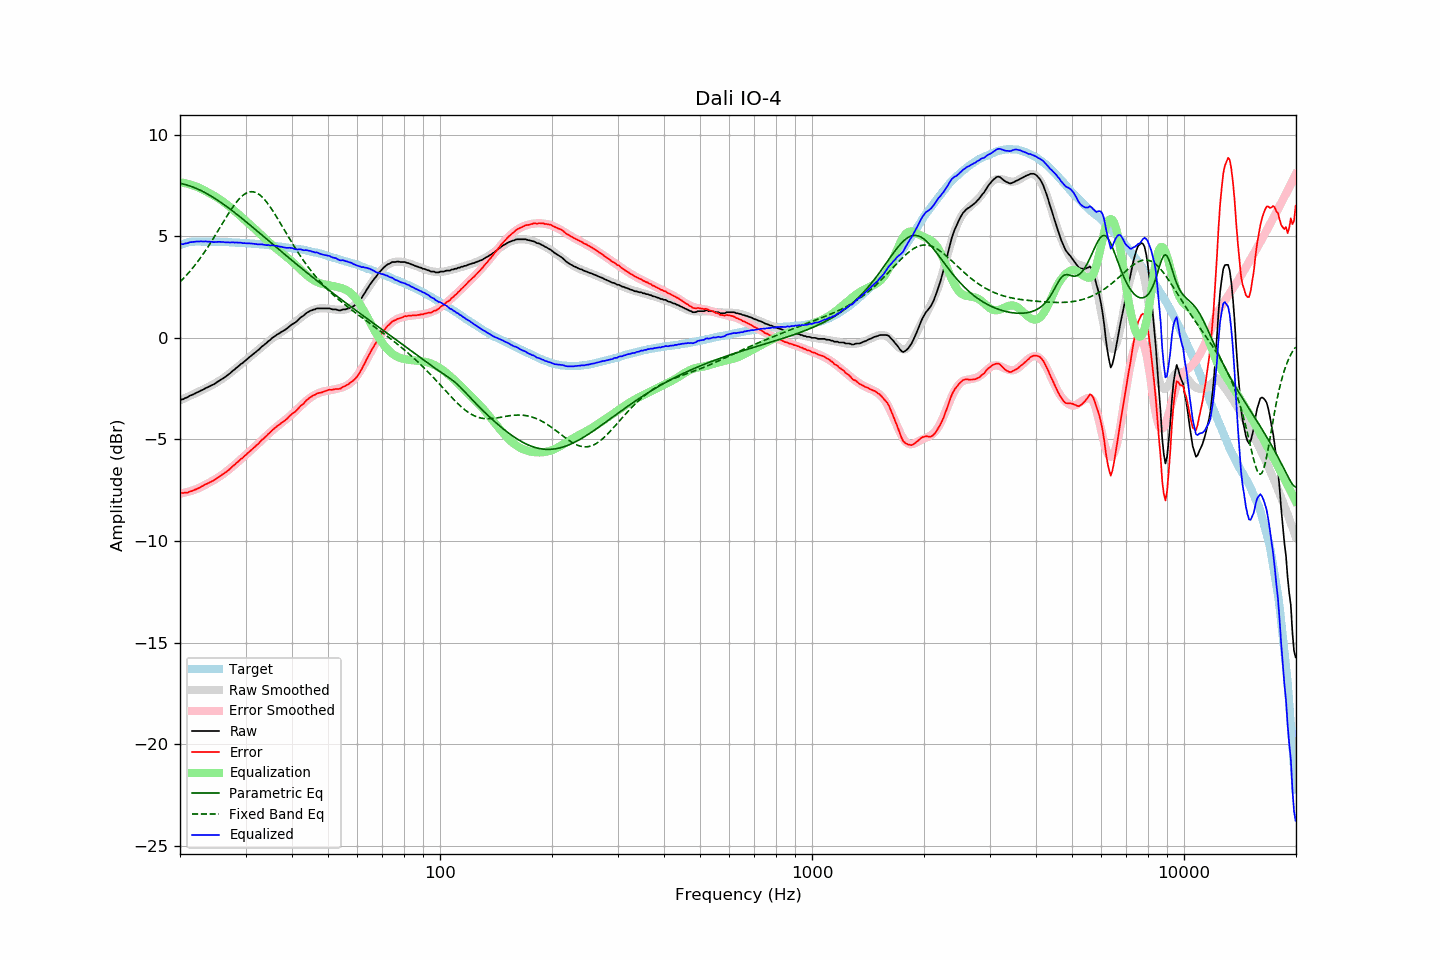 Dali IO-4
10
5
0
−5
−10
−15
−20
−25
Amplitude (dBr)
Target
Raw Smoothed
Error Smoothed
Raw
Error
Equalization
Parametric Eq
Fixed Band Eq
Equalized
100
1000
10000
Frequency (Hz)